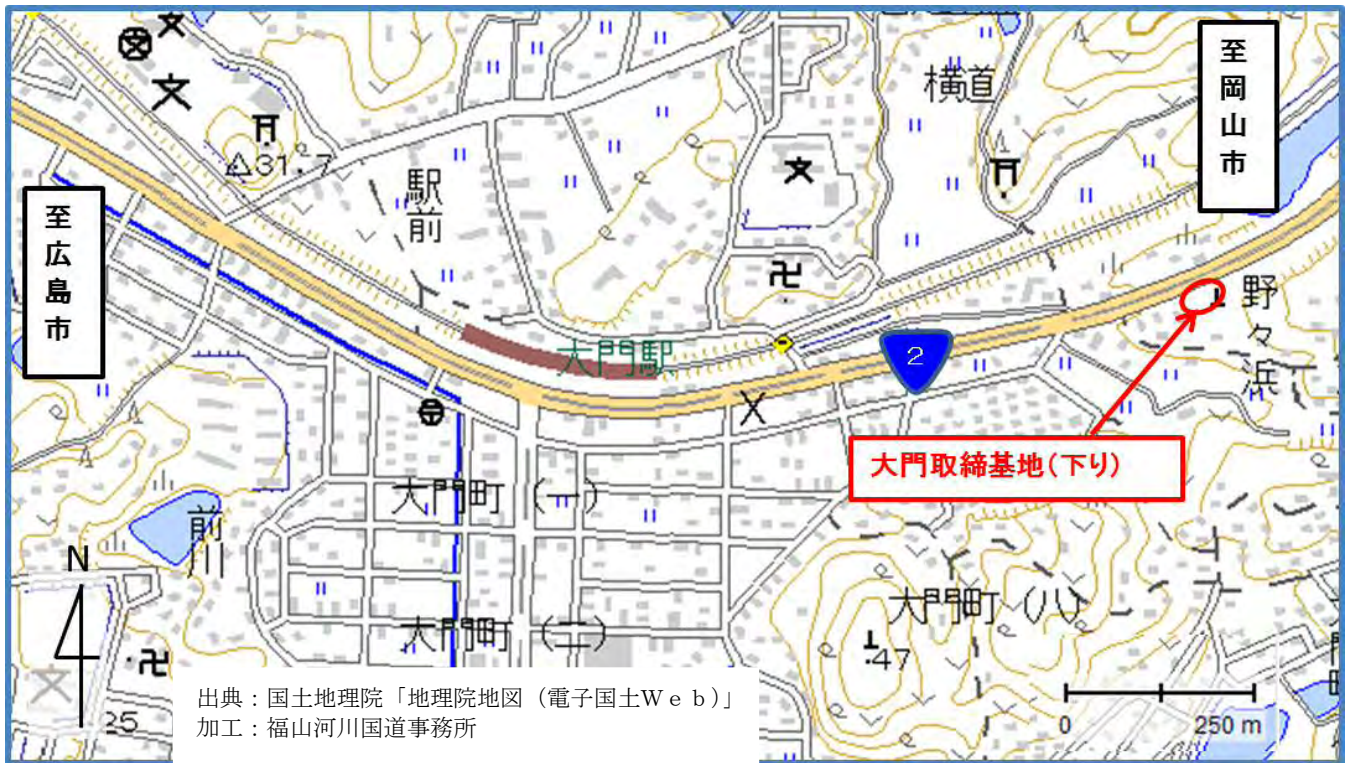 横道
至岡山市
31.7
駅前
至広島市
野々浜
大門駅
2
大門取締基地(下り)
大門町(一)
前川
N
大門町(八)
大門町(二)
47
出典:国土地理院「地理院地図(電子国土Web)」
加工:福山河川国道事務所
25
0
250 m